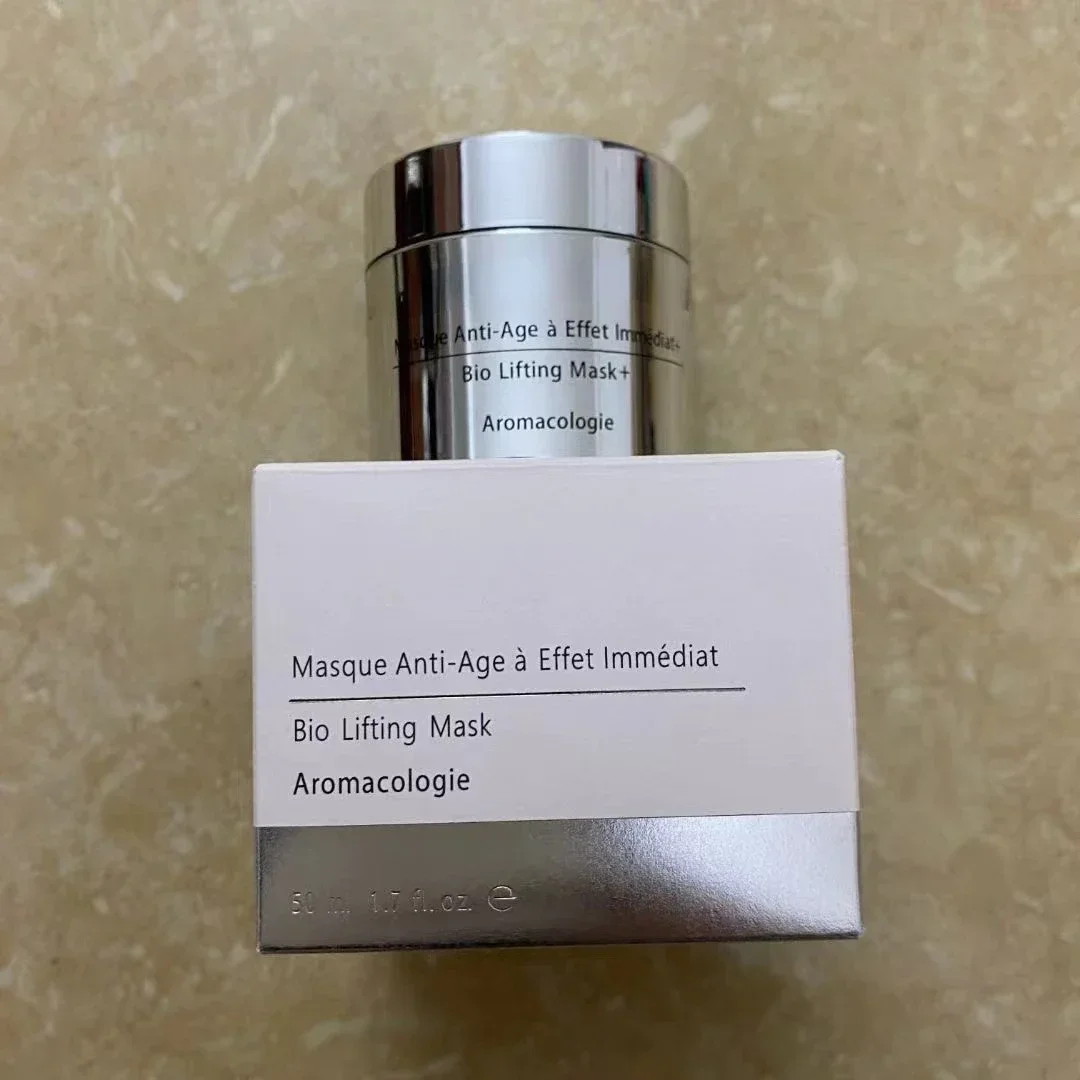 Masque Anti-Age à Effet Immédiat+
Bio Lifting Mask+
Aromacologie
Masque Anti-Age à Effet Immédiat
Bio Lifting Mask
Aromacologie
50 ml 1.7 fl. oz. ℮